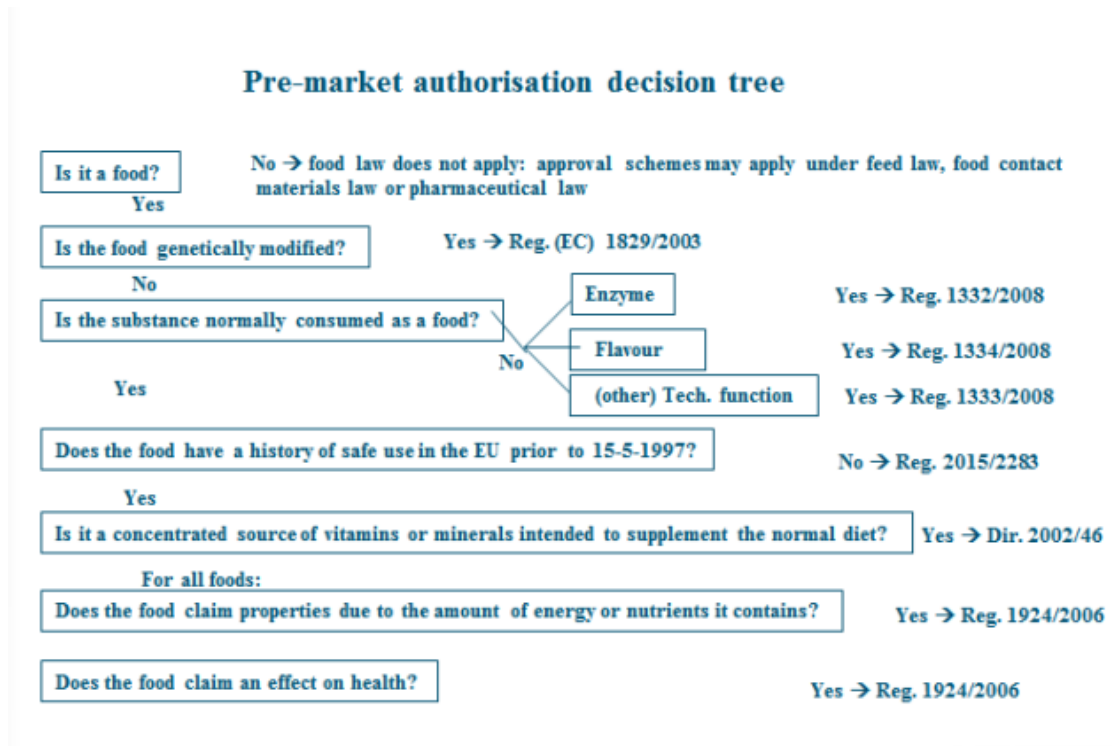 Pre-market authorisation decision tree
Is it a food?
No → food law does not apply: approval schemes may apply under feed law, food contact
materials law or pharmaceutical law
Yes
Is the food genetically modified?
Yes → Reg. (EC) 1829/2003
No
Enzyme
Yes → Reg. 1332/2008
Is the substance normally consumed as a food?
No
Flavour
Yes → Reg. 1334/2008
Yes
(other) Tech. function
Yes → Reg. 1333/2008
Does the food have a history of safe use in the EU prior to 15-5-1997?
No → Reg. 2015/2283
Yes
Is it a concentrated source of vitamins or minerals intended to supplement the normal diet?
Yes → Dir. 2002/46
For all foods:
Does the food claim properties due to the amount of energy or nutrients it contains?
Yes → Reg. 1924/2006
Does the food claim an effect on health?
Yes → Reg. 1924/2006